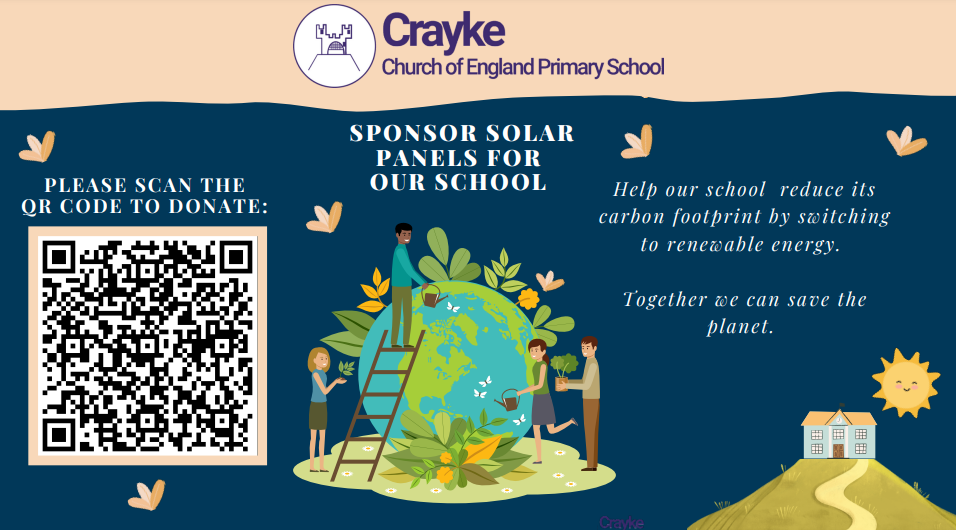 Crayke
Church of England Primary School
SPONSOR SOLAR
PANELS FOR
OUR SCHOOL
PLEASE SCAN THE
QR CODE TO DONATE:
Help our school reduce its
carbon footprint by switching
to renewable energy.
Together we can save the
planet.
Crayke